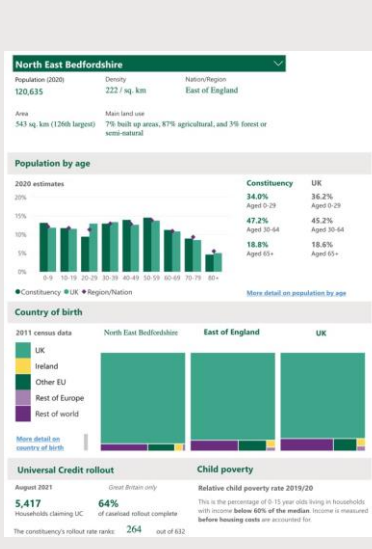 North East Bedfordshire
Population (2020) Density Nation/Region
120,635 222 / sq. km East of England
Area Main land use
543 sq. km (126th largest) 7% built up areas, 87% agricultural, and 3% forest or
semi-natural
Population by age
2020 estimates Constituency UK
20% 34.0% 36.2%
Aged 0-29 Aged 0-29
15%
47.2% 45.2%
10% Aged 30-64 Aged 30-64
5% 18.8% 18.6%
Aged 65+ Aged 65+
0%
0-9 10-19 20-29 30-39 40-49 50-59 60-69 70-79 80+
Constituency UK Region/Nation More detail on population by age
Country of birth
2011 census data North East Bedfordshire East of England UK
UK
Ireland
Other EU
Rest of Europe
Rest of world
More detail on
country of birth
Universal Credit rollout Child poverty
August 2021 Great Britain only Relative child poverty rate 2019/20
5,417 64% This is the percentage of 0-15 year olds living in households
Households claiming UC of caseload rollout complete with income below 60% of the median. Income is measured
before housing costs are accounted for
The constituency's rollout rate ranks: 264 out of 632